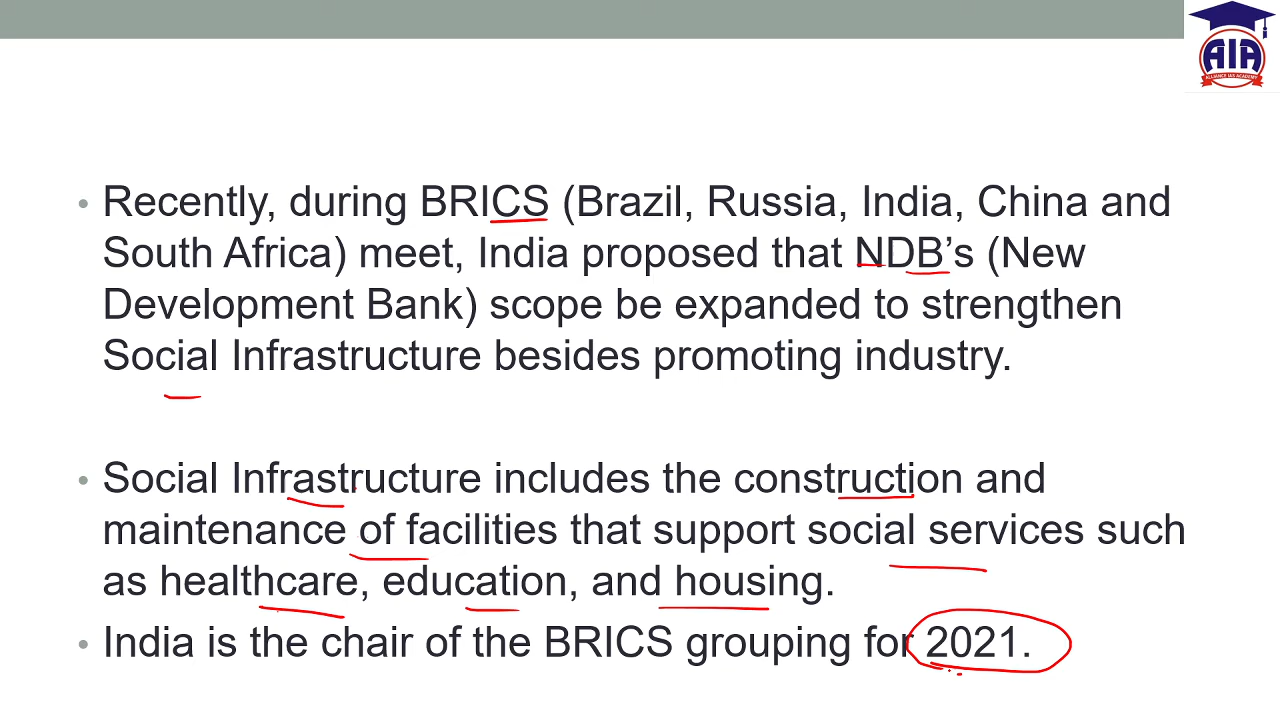 AIA
ALLIANCE IAS ACADEMY
• Recently, during BRICS (Brazil, Russia, India, China and
South Africa) meet, India proposed that NDB’s (New
Development Bank) scope be expanded to strengthen
Social Infrastructure besides promoting industry.
• Social Infrastructure includes the construction and
maintenance of facilities that support social services such
as healthcare, education, and housing.
• India is the chair of the BRICS grouping for 2021.